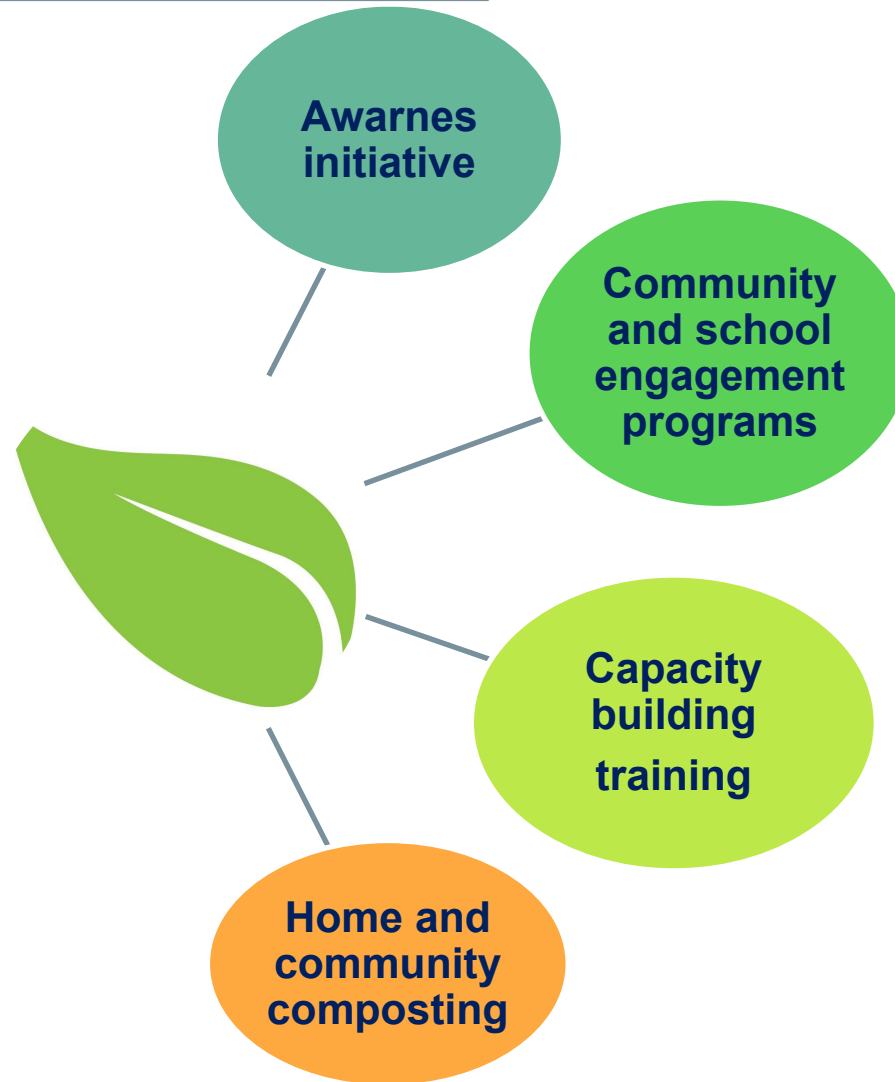 Awarnes
initiative
Community
and school
engagement
programs
Capacity
building
training
Home and
community
composting